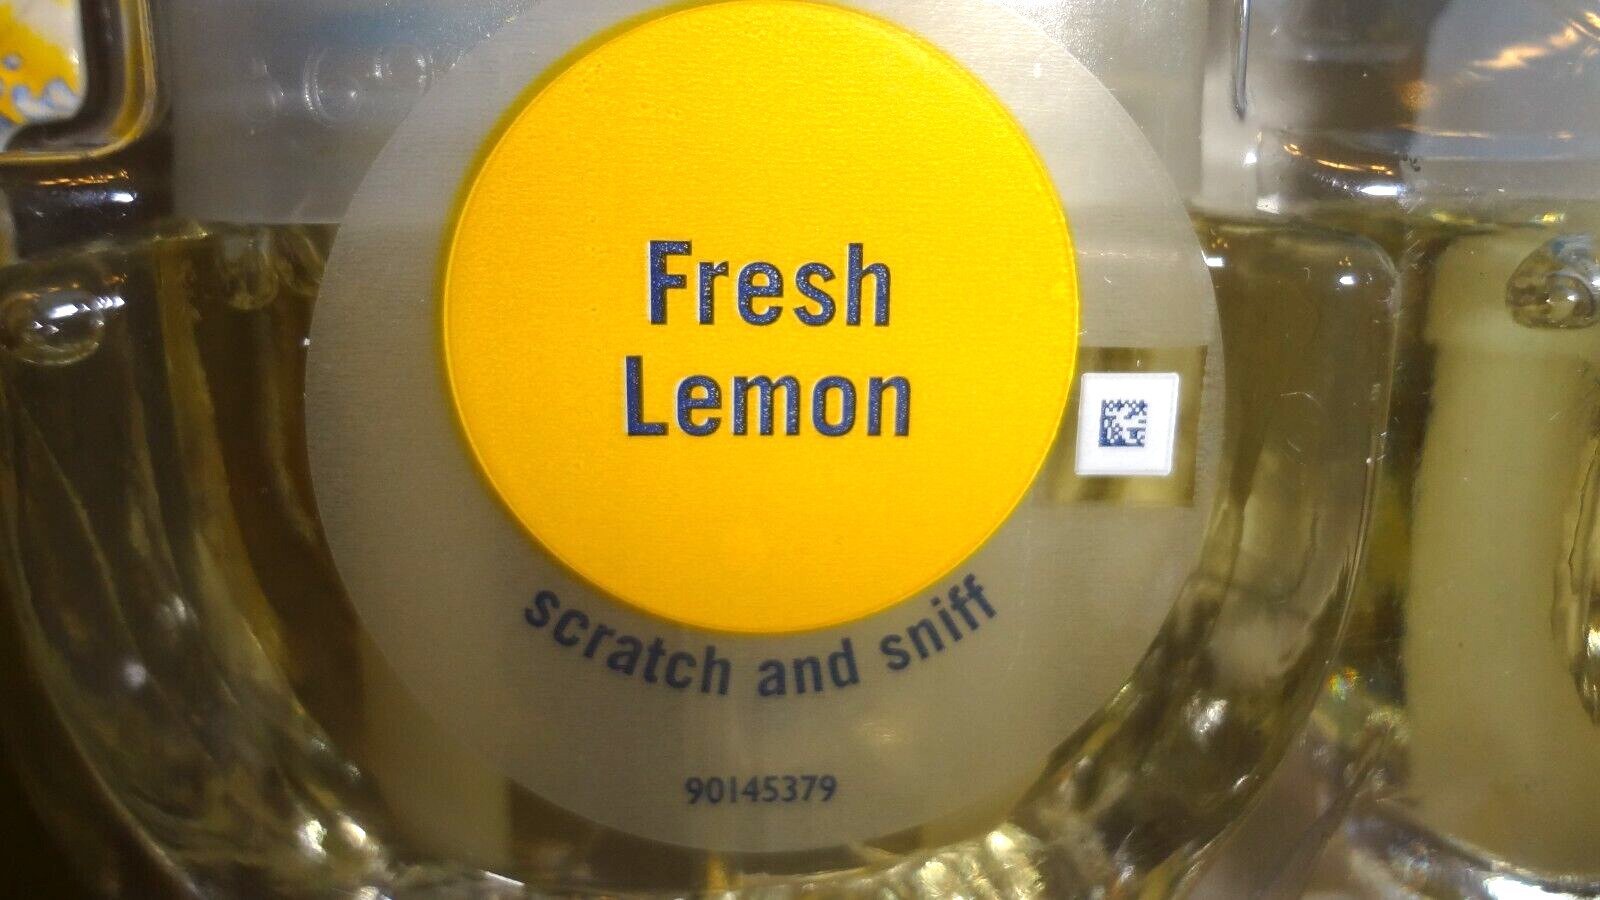 Fresh
Lemon
scratch and sniff
90145379